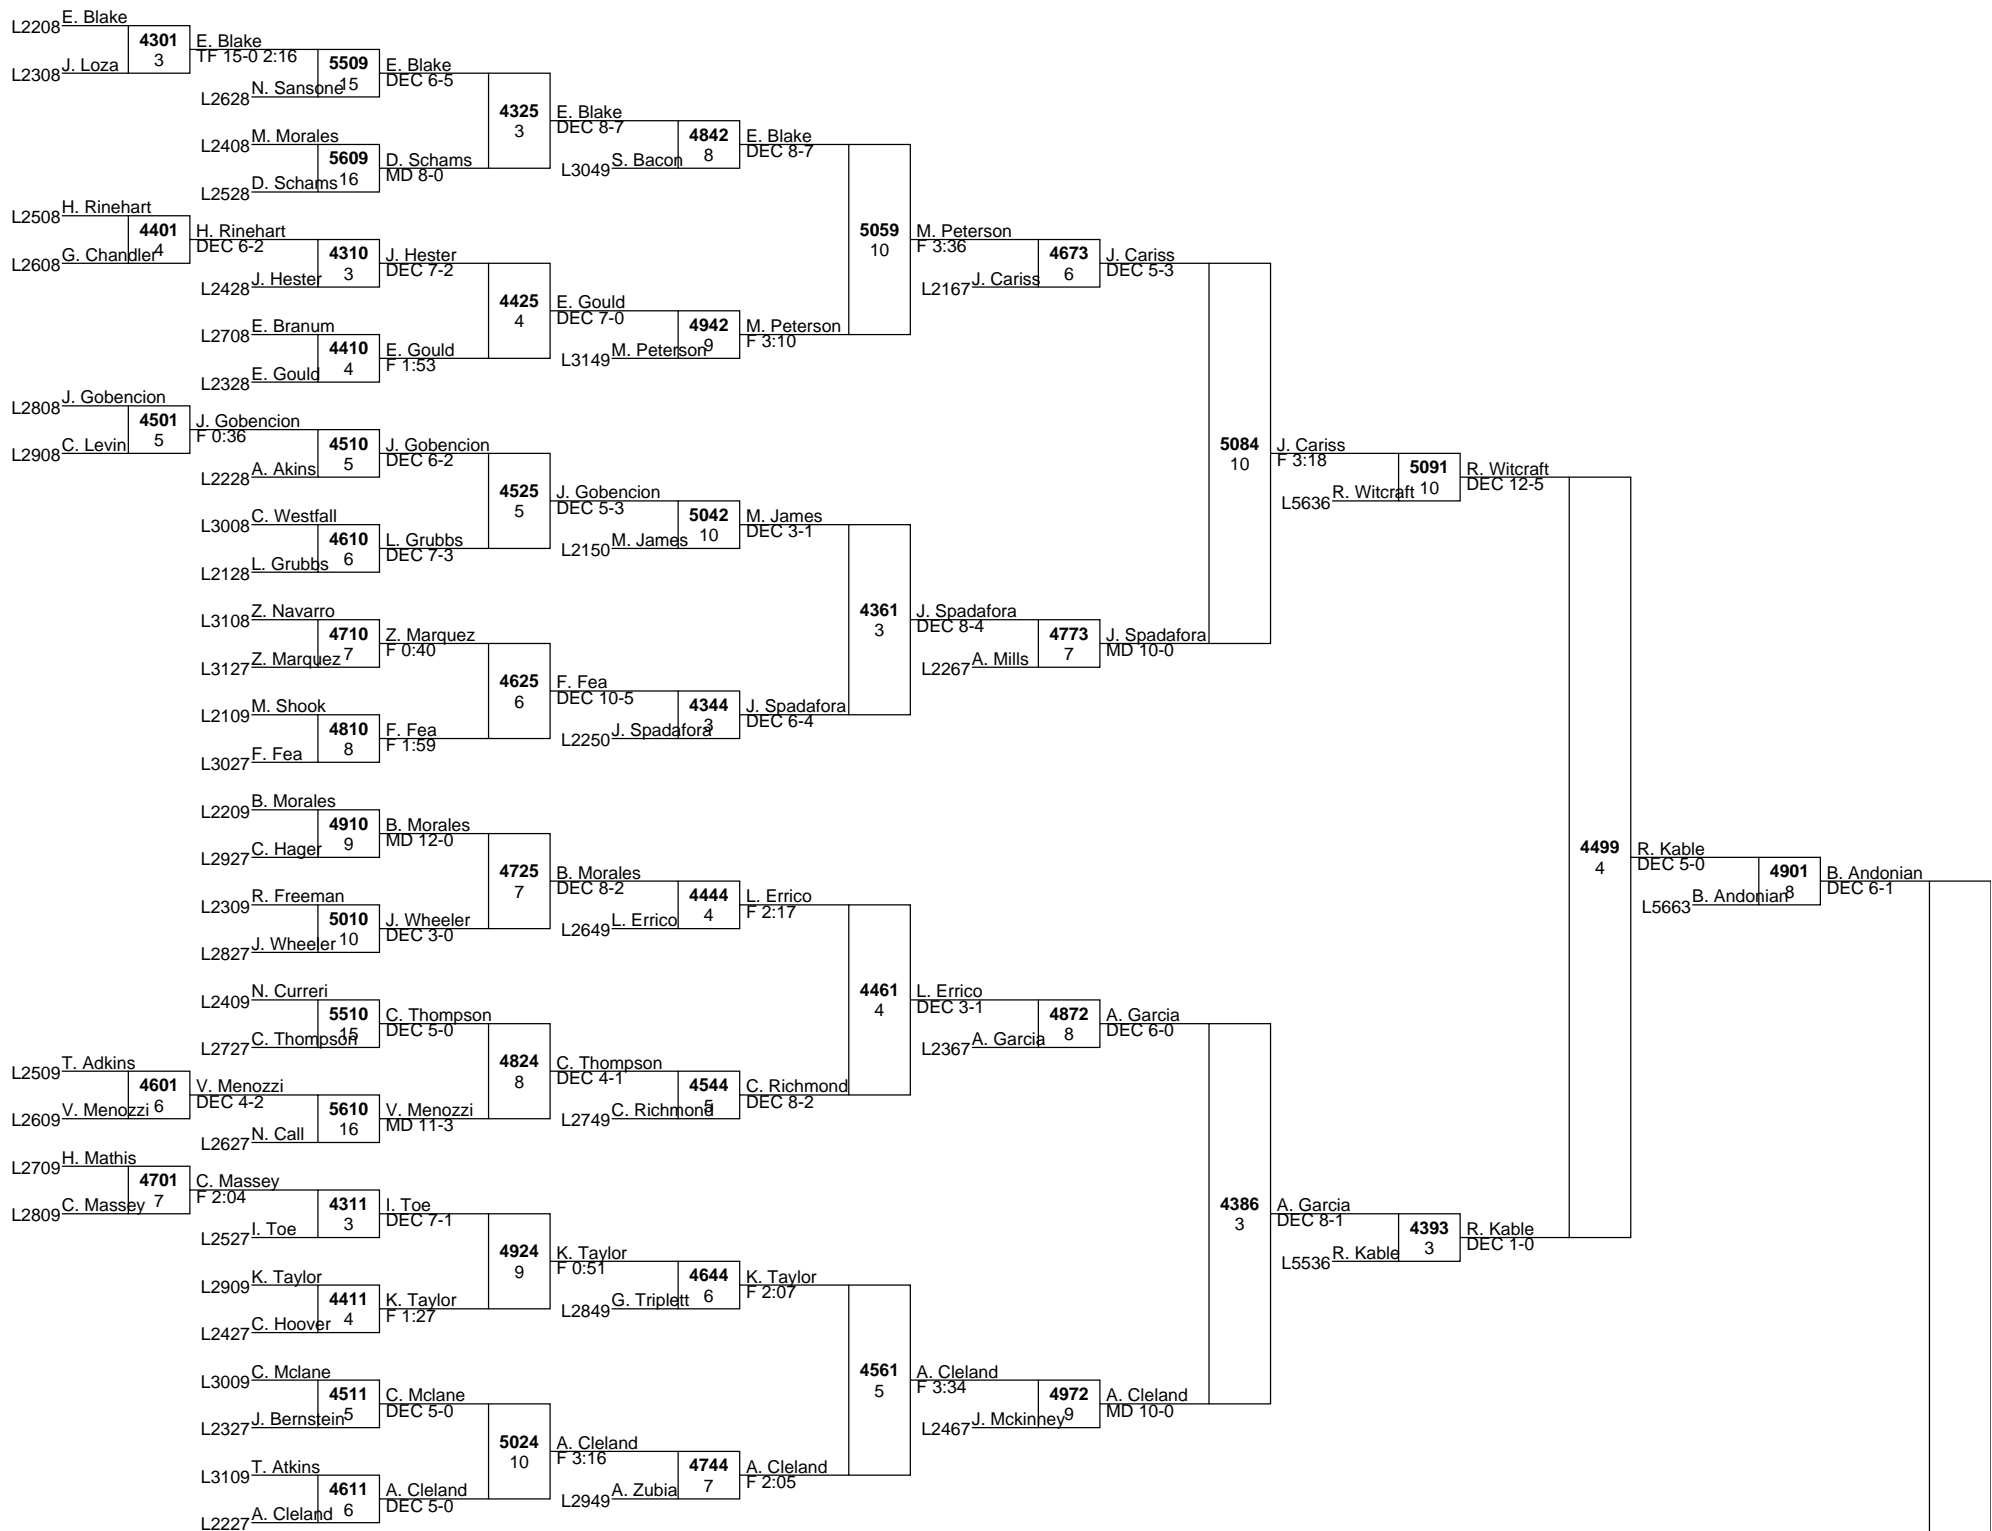 L2208 E. Blake
4301
3
L2308 J. Loza
E. Blake
TF 15-0 2:16
5509
15
L2628 N. Sansone
E. Blake
DEC 6-5
L2408 M. Morales
5609
16
L2528 D. Schams
D. Schams
MD 8-0
4325
3
E. Blake
DEC 8-7
4842
8
L3049 S. Bacon
E. Blake
DEC 8-7
L2508 H. Rinehart
4401
4
L2608 G. Chandler
H. Rinehart
DEC 6-2
4310
3
L2428 J. Hester
J. Hester
DEC 7-2
L2708 E. Branum
4410
4
L2328 E. Gould
E. Gould
F 1:53
4425
4
E. Gould
DEC 7-0
4942
9
L3149 M. Peterson
M. Peterson
F 3:10
5059
10
M. Peterson
F 3:36
4673
6
L2167 J. Cariss
J. Cariss
DEC 5-3
L2808 J. Gobencion
4501
5
L2908 C. Levin
J. Gobencion
F 0:36
4510
5
L2228 A. Akins
J. Gobencion
DEC 6-2
L3008 C. Westfall
4610
6
L2128 L. Grubbs
L. Grubbs
DEC 7-3
4525
5
J. Gobencion
DEC 5-3
5042
10
L2150 M. James
M. James
DEC 3-1
L3108 Z. Navarro
4710
7
L3127 Z. Marquez
Z. Marquez
F 0:40
L2109 M. Shook
4810
8
L3027 F. Fea
F. Fea
F 1:59
4625
6
F. Fea
DEC 10-5
4344
3
L2250 J. Spadafora
J. Spadafora
DEC 6-4
4361
3
J. Spadafora
DEC 8-4
4773
7
L2267 A. Mills
J. Spadafora
MD 10-0
5084
10
J. Cariss
F 3:18
5091
10
L5636 R. Witcraft
R. Witcraft
DEC 12-5
L2209 B. Morales
4910
9
L2927 C. Hager
B. Morales
MD 12-0
L2309 R. Freeman
5010
10
L2827 J. Wheeler
J. Wheeler
DEC 3-0
4725
7
B. Morales
DEC 8-2
4444
4
L2649 L. Errico
L. Errico
F 2:17
L2409 N. Curreri
5510
15
L2727 C. Thompson
C. Thompson
DEC 5-0
L2509 T. Adkins
4601
6
L2609 V. Menozzi
V. Menozzi
DEC 4-2
5610
16
L2627 N. Call
V. Menozzi
MD 11-3
4824
8
C. Thompson
DEC 4-1
4544
5
L2749 C. Richmond
C. Richmond
DEC 8-2
4461
4
L. Errico
DEC 3-1
4872
8
L2367 A. Garcia
A. Garcia
DEC 6-0
L2709 H. Mathis
4701
7
L2809 C. Massey
C. Massey
F 2:04
4311
3
L2527 I. Toe
I. Toe
DEC 7-1
L2909 K. Taylor
4411
4
L2427 C. Hoover
K. Taylor
F 1:27
4924
9
K. Taylor
F 0:51
4644
6
L2849 G. Triplett
K. Taylor
F 2:07
L3009 C. Mclane
4511
5
L2327 J. Bernstein
C. Mclane
DEC 5-0
L3109 T. Atkins
4611
6
L2227 A. Cleland
A. Cleland
DEC 5-0
5024
10
A. Cleland
F 3:16
4744
7
L2949 A. Zubia
A. Cleland
F 2:05
4561
5
A. Cleland
F 3:34
4972
9
L2467 J. Mckinney
A. Cleland
MD 10-0
4386
3
A. Garcia
DEC 8-1
4393
3
L5536 R. Kable
R. Kable
DEC 1-0
4499
4
R. Kable
DEC 5-0
4901
8
L5663 B. Andonian
B. Andonian
DEC 6-1